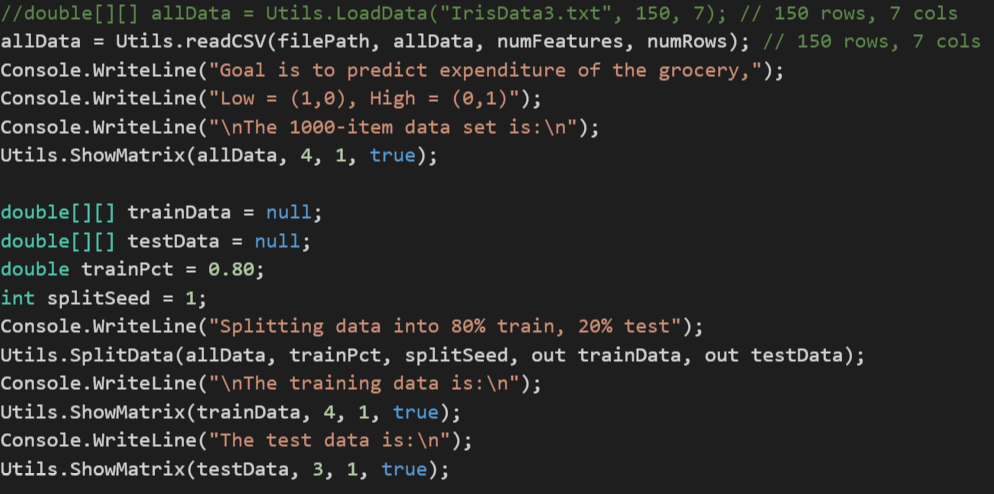 //double[][] allData = Utils.LoadData("IrisData3.txt", 150, 7); // 150 rows, 7 cols
allData = Utils.readCSV(filePath, allData, numFeatures, numRows); // 150 rows, 7 cols
Console.WriteLine("Goal is to predict expenditure of the grocery,");
Console.WriteLine("Low = (1,0), High = (0,1)");
Console.WriteLine("\nThe 1000-item data set is:\n");
Utils.ShowMatrix(allData, 4, 1, true);

double[][] trainData = null;
double[][] testData = null;
double trainPct = 0.80;
int splitSeed = 1;
Console.WriteLine("Splitting data into 80% train, 20% test");
Utils.SplitData(allData, trainPct, splitSeed, out trainData, out testData);
Console.WriteLine("\nThe training data is:\n");
Utils.ShowMatrix(trainData, 4, 1, true);
Console.WriteLine("The test data is:\n");
Utils.ShowMatrix(testData, 3, 1, true);